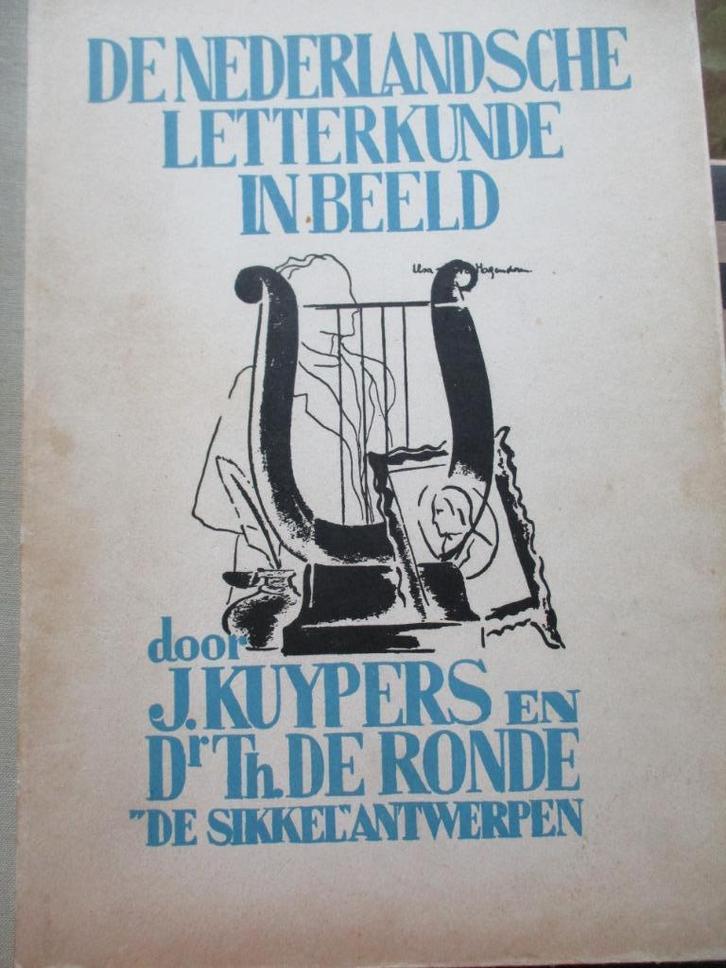 DE NEDERLANDSCHE
LETTERKUNDE
IN BEELD
door
J. KUYPERS EN
Dr Th. DE RONDE
"DE SIKKEL" ANTWERPEN